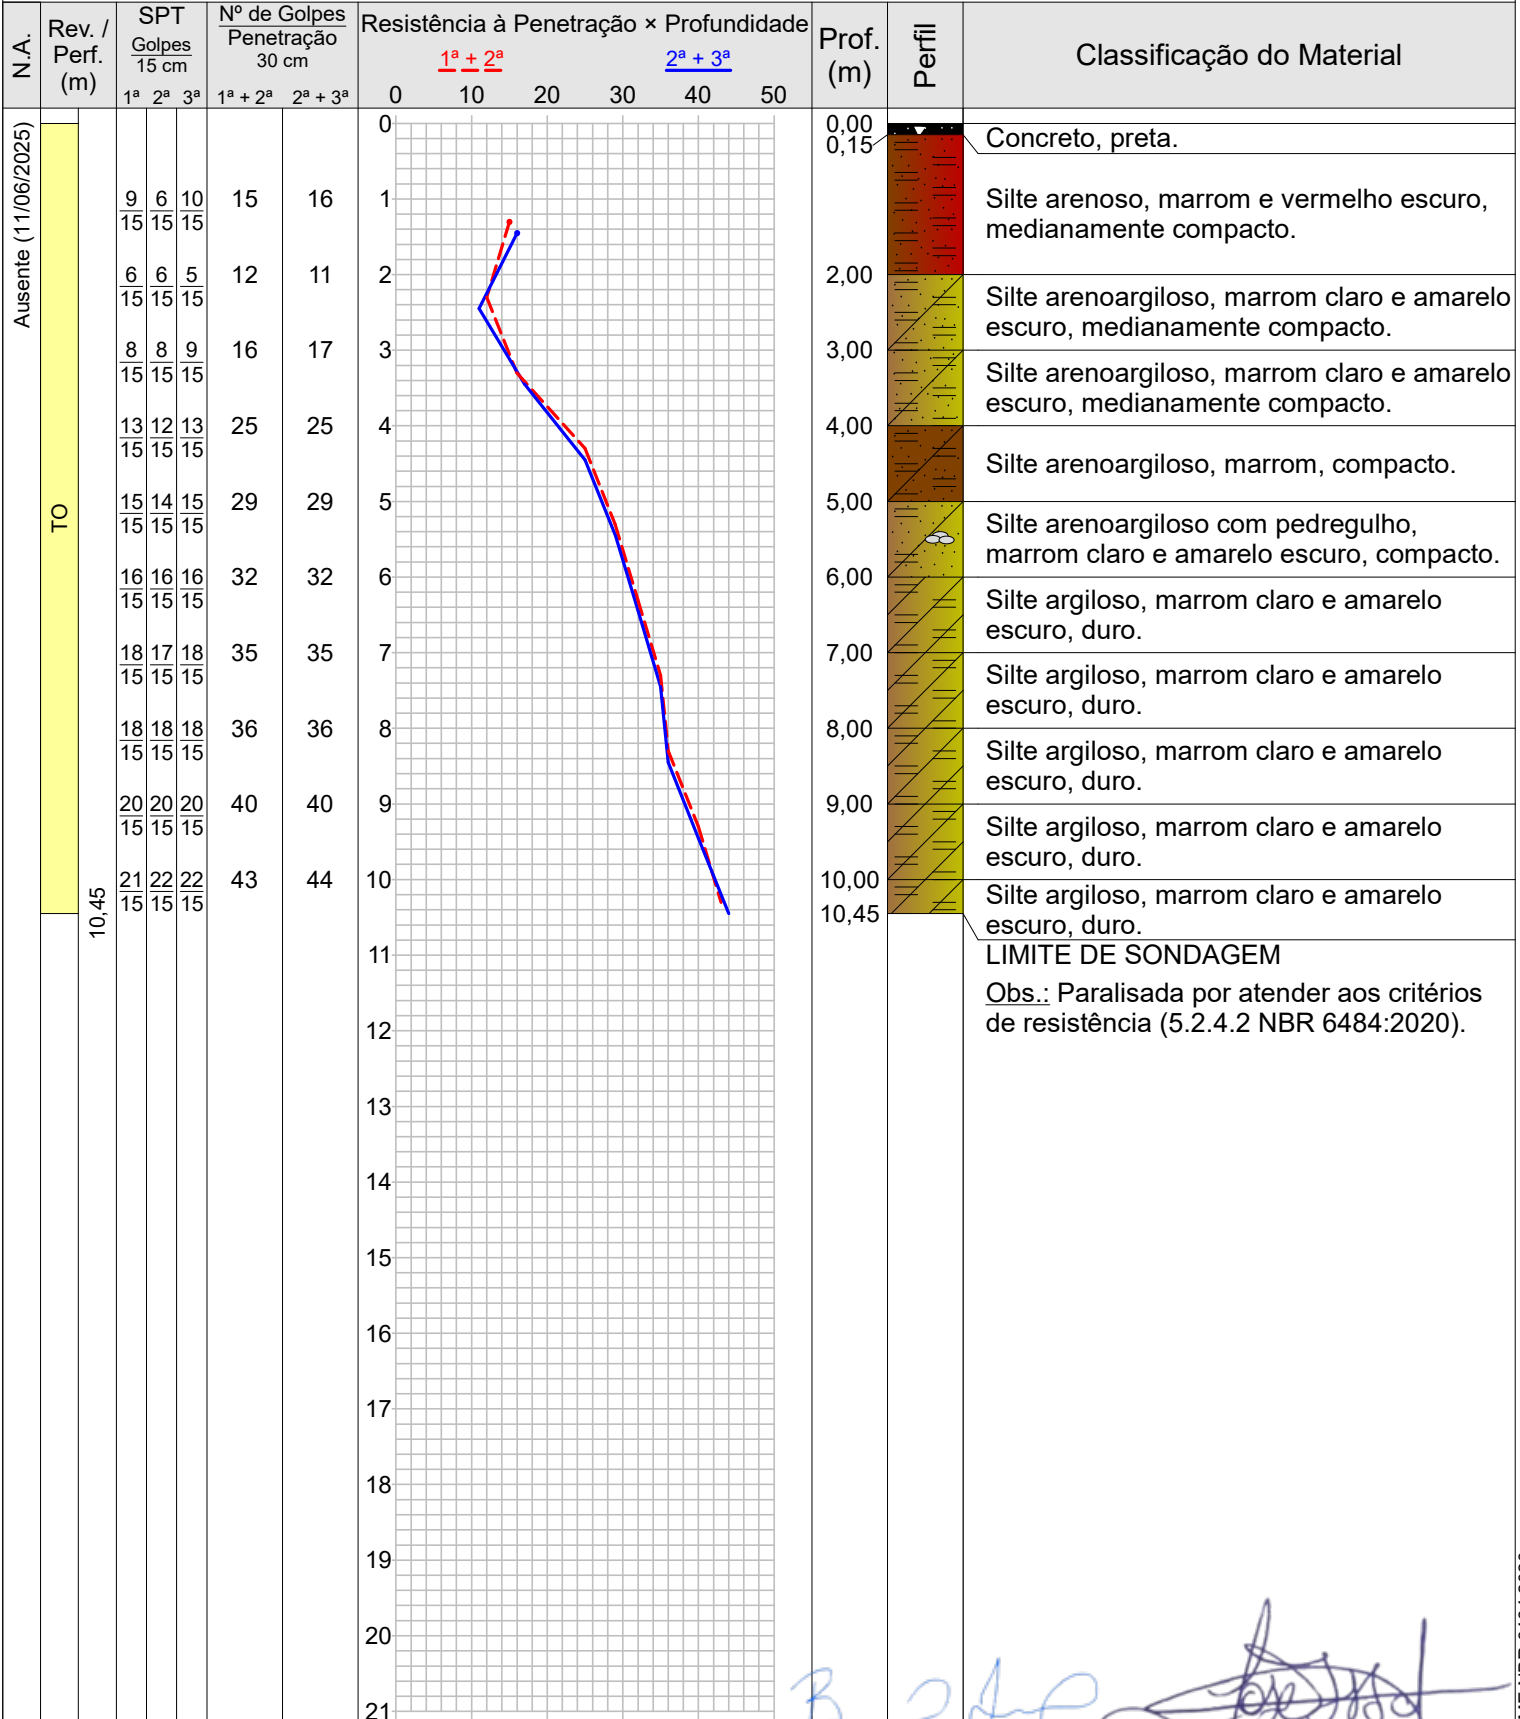 N.A.
Rev. /
Perf.
(m)
SPT
Golpes
15 cm
1ª 2ª 3ª
Nº de Golpes
Penetração
30 cm
1ª + 2ª 2ª + 3ª
Resistência à Penetração × Profundidade
1ª + 2ª 2ª + 3ª
0 10 20 30 40 50
Prof.
(m)
Perfil
Classificação do Material
Ausente (11/06/2025)
TO
10,45
9 6 10 15 16
15 15 15
6 6 5 12 11
15 15 15
8 8 9 16 17
15 15 15
13 12 13 25 25
15 15 15
15 14 15 29 29
15 15 15
16 16 16 32 32
15 15 15
18 17 18 35 35
15 15 15
18 18 18 36 36
15 15 15
20 20 20 40 40
15 15 15
21 22 22 43 44
15 15 15
0
1
2
3
4
5
6
7
8
9
10
11
12
13
14
15
16
17
18
19
20
21
0,00
0,15
2,00
3,00
4,00
5,00
6,00
7,00
8,00
9,00
10,00
10,45
Concreto, preta.
Silte arenoso, marrom e vermelho escuro,
medianamente compacto.
Silte arenoargiloso, marrom claro e amarelo
escuro, medianamente compacto.
Silte arenoargiloso, marrom claro e amarelo
escuro, medianamente compacto.
Silte arenoargiloso, marrom, compacto.
Silte arenoargiloso com pedregulho,
marrom claro e amarelo escuro, compacto.
Silte argiloso, marrom claro e amarelo
escuro, duro.
Silte argiloso, marrom claro e amarelo
escuro, duro.
Silte argiloso, marrom claro e amarelo
escuro, duro.
Silte argiloso, marrom claro e amarelo
escuro, duro.
Silte argiloso, marrom claro e amarelo
escuro, duro.
LIMITE DE SONDAGEM
Obs.: Paralisada por atender aos critérios
de resistência (5.2.4.2 NBR 6484:2020).